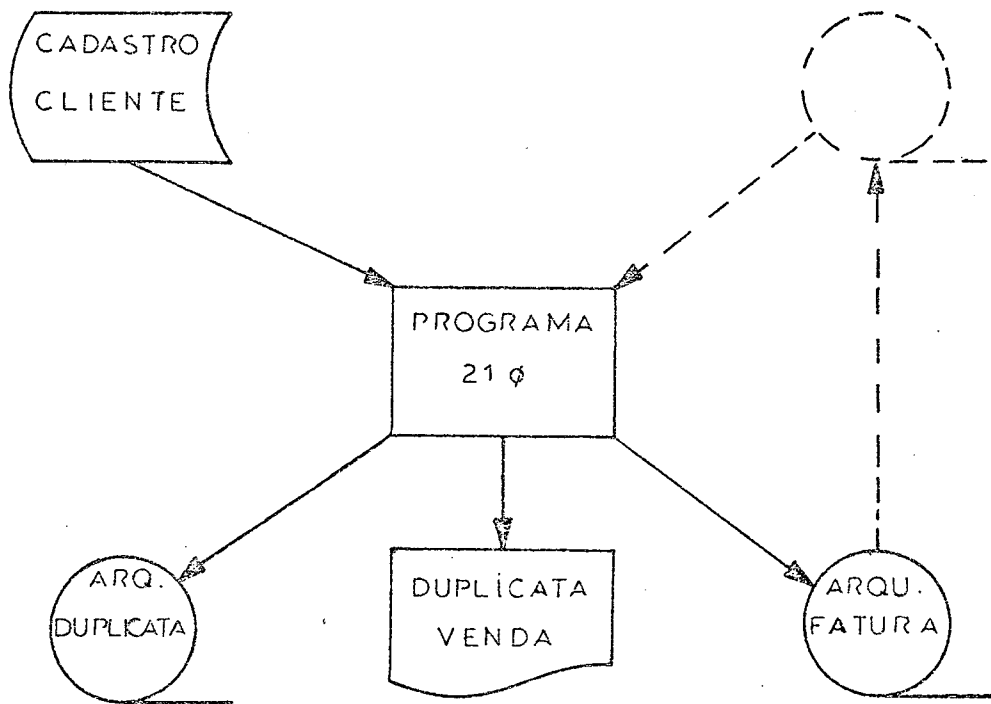 CADASTRO
CLIENTE
PROGRAMA
21 ø
ARQ.
DUPLICATA
DUPLICATA
VENDA
ARQU.
FATURA